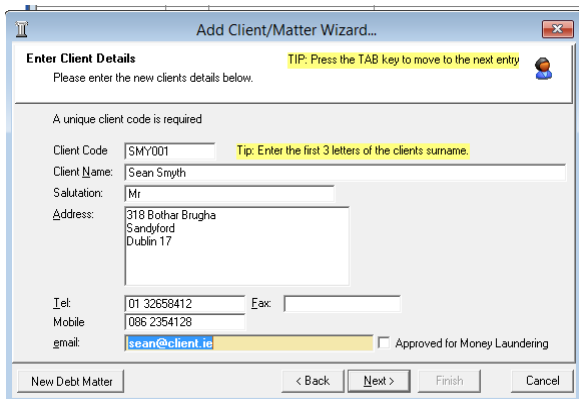 Add Client/Matter Wizard...
Enter Client Details
TIP: Press the TAB key to move to the next entry
Please enter the new clients details below.
A unique client code is required
Client Code SMY001 Tip: Enter the first 3 letters of the clients surname.
Client Name: Sean Smyth
Salutation: Mr
Address: 318 Bothar Brugha
Sandyford
Dublin 17
Tel: 01 32658412 Fax:
Mobile 086 2354128
email: sean@client.ie Approved for Money Laundering
New Debt Matter < Back Next > Finish Cancel